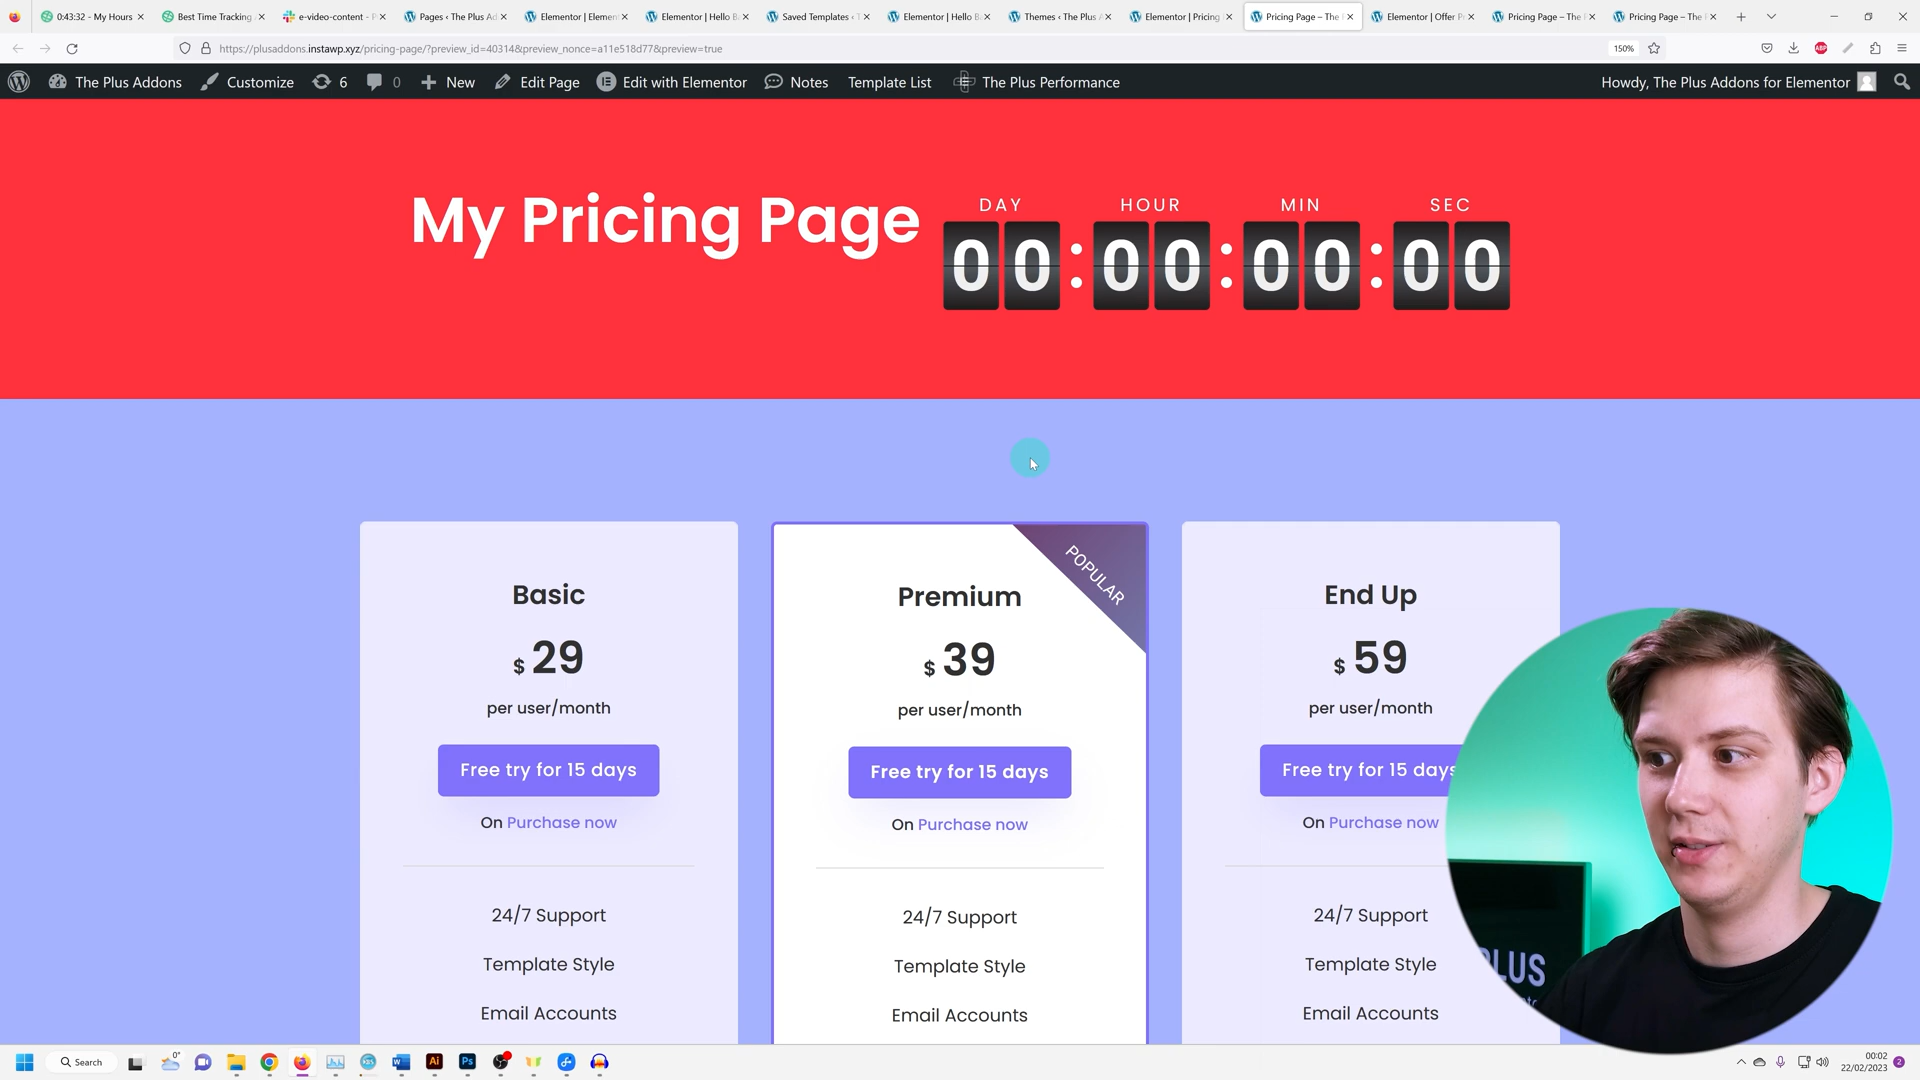 0:43:32 - My Hours
Best Time Tracking
e-video-content - P
Pages ‹ The Plus Ad
Elementor | Elemen
Elementor | Hello B
Saved Templates ‹ T
Elementor | Hello B
Themes ‹ The Plus A
Elementor | Pricing
Pricing Page – The
Elementor | Offer P
Pricing Page – The
Pricing Page – The
https://plusaddons.instawp.xyz/pricing-page/?preview_id=40314&preview_nonce=a11e518d77&preview=true
150%
ABP
The Plus Addons
Customize
6
0
New
Edit Page
Edit with Elementor
Notes
Template List
The Plus Performance
Howdy, The Plus Addons for Elementor
My Pricing Page
DAY HOUR MIN SEC
00:00:00:00
POPULAR
Basic
$ 29
per user/month
Free try for 15 days
On Purchase now
24/7 Support
Template Style
Email Accounts
Premium
$ 39
per user/month
Free try for 15 days
On Purchase now
24/7 Support
Template Style
Email Accounts
End Up
$ 59
per user/month
Free try for 15 days
On Purchase now
24/7 Support
Template Style
Email Accounts
PLUS
Search
0°
Ai
Ps
00:02
22/02/2023
2